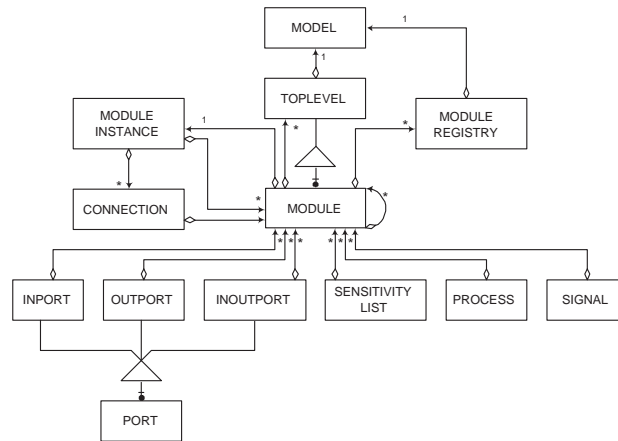 MODEL
1
1
TOPLEVEL
MODULE
INSTANCE
1
*
*
MODULE
REGISTRY
*
*
*
CONNECTION
MODULE
* * * * * * *
INPORT
OUTPORT
INOUTPORT
SENSITIVITY
LIST
PROCESS
SIGNAL
PORT